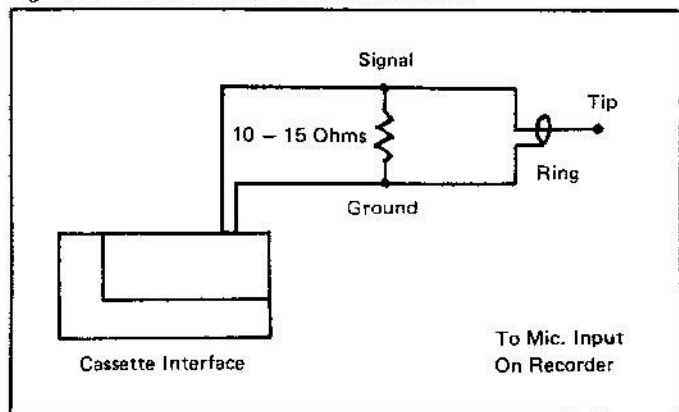 Signal
Tip
10 – 15 Ohms
Ring
Ground
To Mic. Input
On Recorder
Cassette Interface